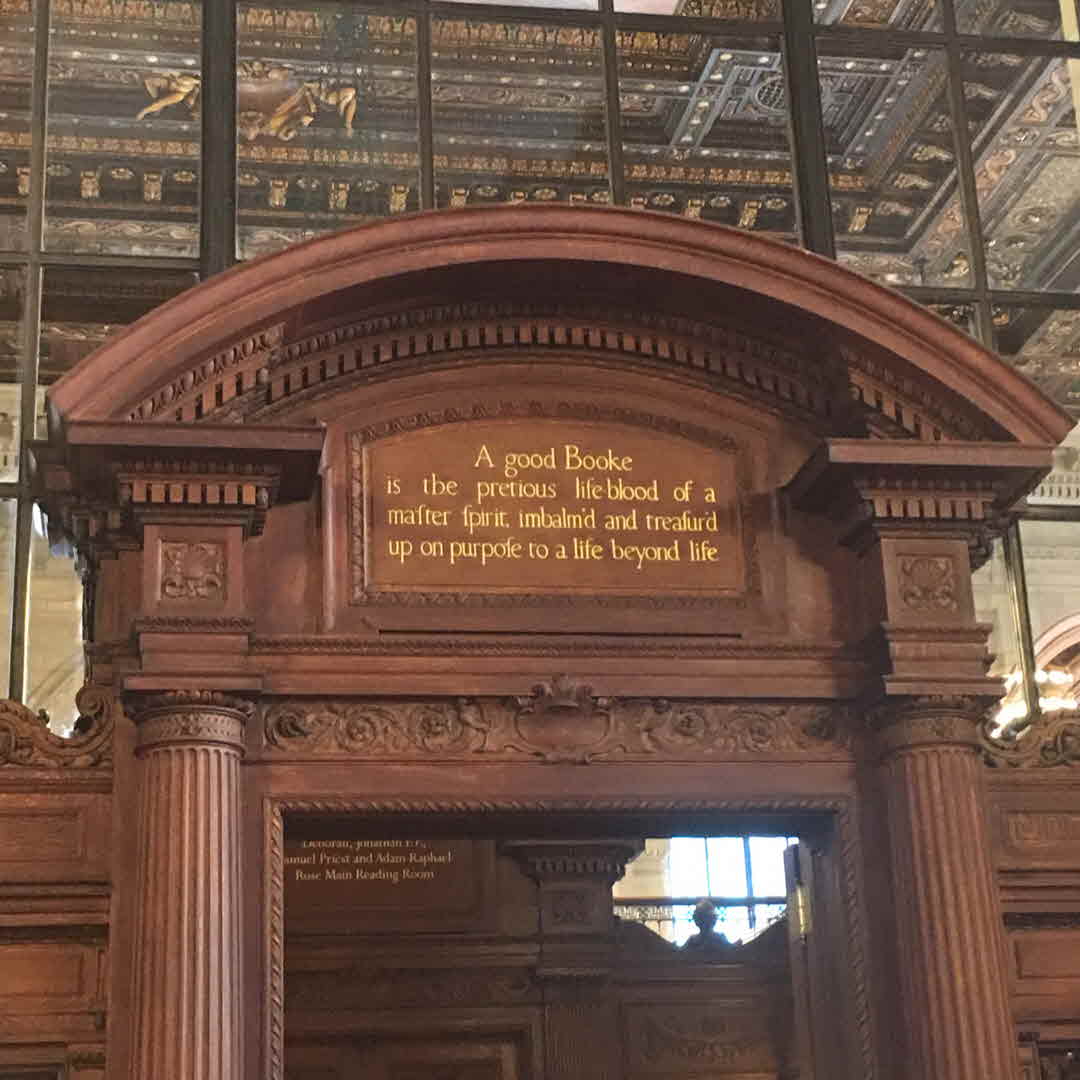 A good Booke
is the pretious life-blood of a
maſter ſpirit, imbalm'd and treaſur'd
up on purpoſe to a life beyond life
Deborah, Jonathan F.P.,
amuel Priest and Adam Raphael
Rose Main Reading Room